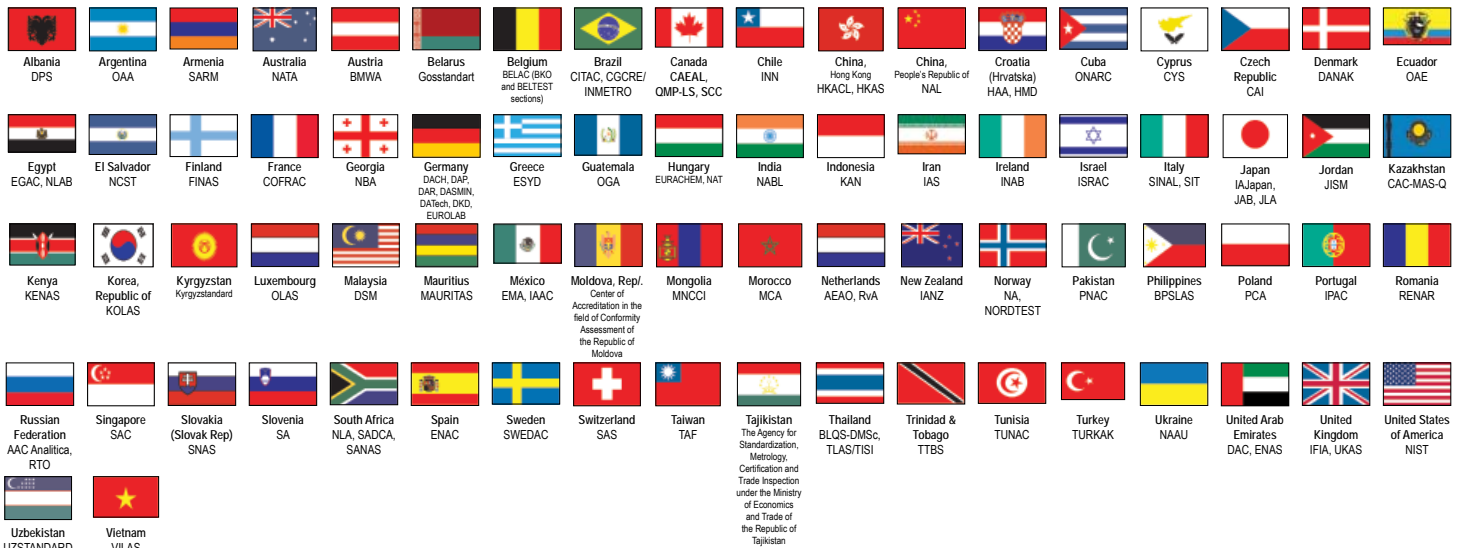 Albania
DPS
Argentina
OAA
Armenia
SARM
Australia
NATA
Austria
BMWA
Belarus
Gosstandart
Belgium
BELAC (BKO
and BELTEST
sections)
Brazil
CITAC, CGCRE/
INMETRO
Canada
CAEAL,
QMP-LS, SCC
Chile
INN
China,
Hong Kong
HKACL, HKAS
China,
People's Republic of
NAL
Croatia
(Hrvatska)
HAA, HMD
Cuba
ONARC
Cyprus
CYS
Czech
Republic
CAI
Denmark
DANAK
Ecuador
OAE
Egypt
EGAC, NLAB
El Salvador
NCST
Finland
FINAS
France
COFRAC
Georgia
NBA
Germany
DACH, DAP,
DAR, DASMIN,
DATech, DKD,
EUROLAB
Greece
ESYD
Guatemala
OGA
Hungary
EURACHEM, NAT
India
NABL
Indonesia
KAN
Iran
IAS
Ireland
INAB
Israel
ISRAC
Italy
SINAL, SIT
Japan
IAJapan,
JAB, JLA
Jordan
JISM
Kazakhstan
CAC-MAS-Q
Kenya
KENAS
Korea,
Republic of
KOLAS
Kyrgyzstan
Kyrgyzstandard
Luxembourg
OLAS
Malaysia
DSM
Mauritius
MAURITAS
México
EMA, IAAC
Moldova, Rep/.
Center of
Accreditation in the
field of Conformity
Assessment of
the Republic of
Moldova
Mongolia
MNCCI
Morocco
MCA
Netherlands
AEAO, RvA
New Zealand
IANZ
Norway
NA,
NORDTEST
Pakistan
PNAC
Philippines
BPSLAS
Poland
PCA
Portugal
IPAC
Romania
RENAR
Russian
Federation
AAC Analitica,
RTO
Singapore
SAC
Slovakia
(Slovak Rep)
SNAS
Slovenia
SA
South Africa
NLA, SADCA,
SANAS
Spain
ENAC
Sweden
SWEDAC
Switzerland
SAS
Taiwan
TAF
Tajikistan
The Agency for
Standardization,
Metrology,
Certification and
Trade Inspection
under the Ministry
of Economics
and Trade of
the Republic of
Tajikistan
Thailand
BLQS-DMSc,
TLAS/TISI
Trinidad &
Tobago
TTBS
Tunisia
TUNAC
Turkey
TURKAK
Ukraine
NAAU
United Arab
Emirates
DAC, ENAS
United
Kingdom
IFIA, UKAS
United States
of America
NIST
Uzbekistan
UZSTANDARD
Vietnam
VILAS